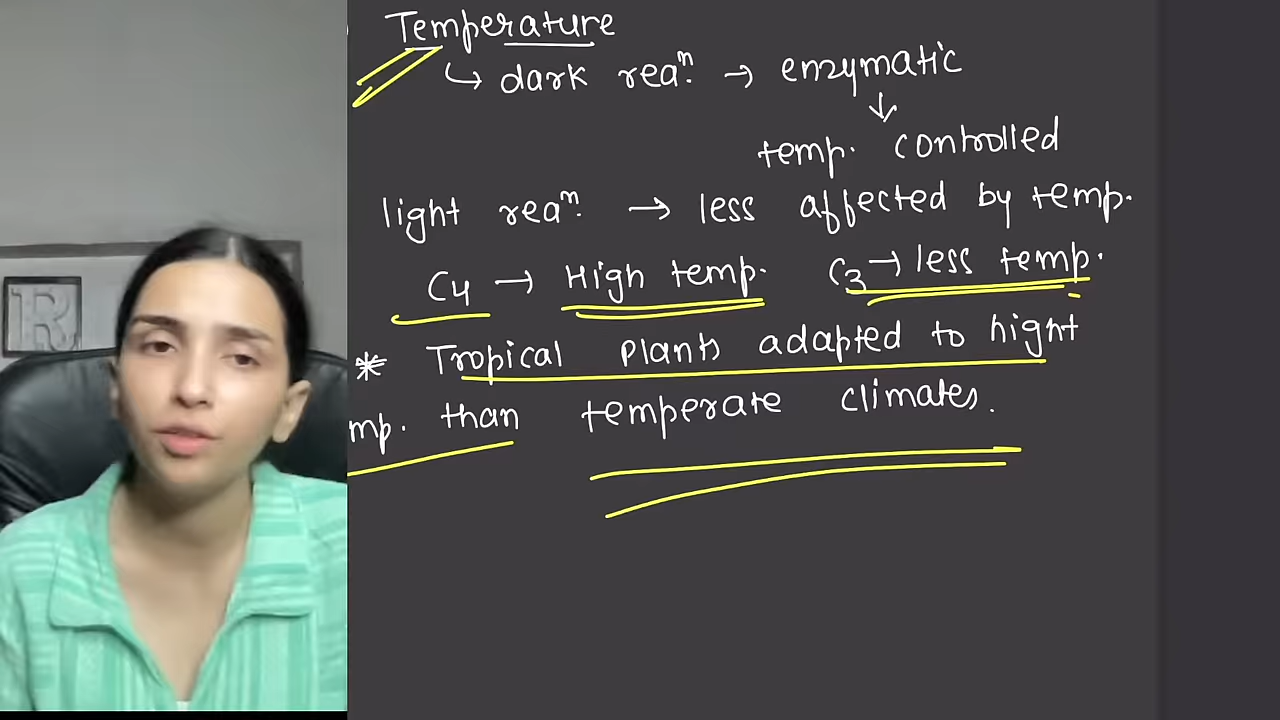 Temperature
↳ dark reaⁿ. → enzymatic
↓
temp. controlled
light reaⁿ. → less affected by temp.
C4 → High temp. C3 → less temp.
* Tropical Plants adapted to hight
mp. than temperate climates.
R